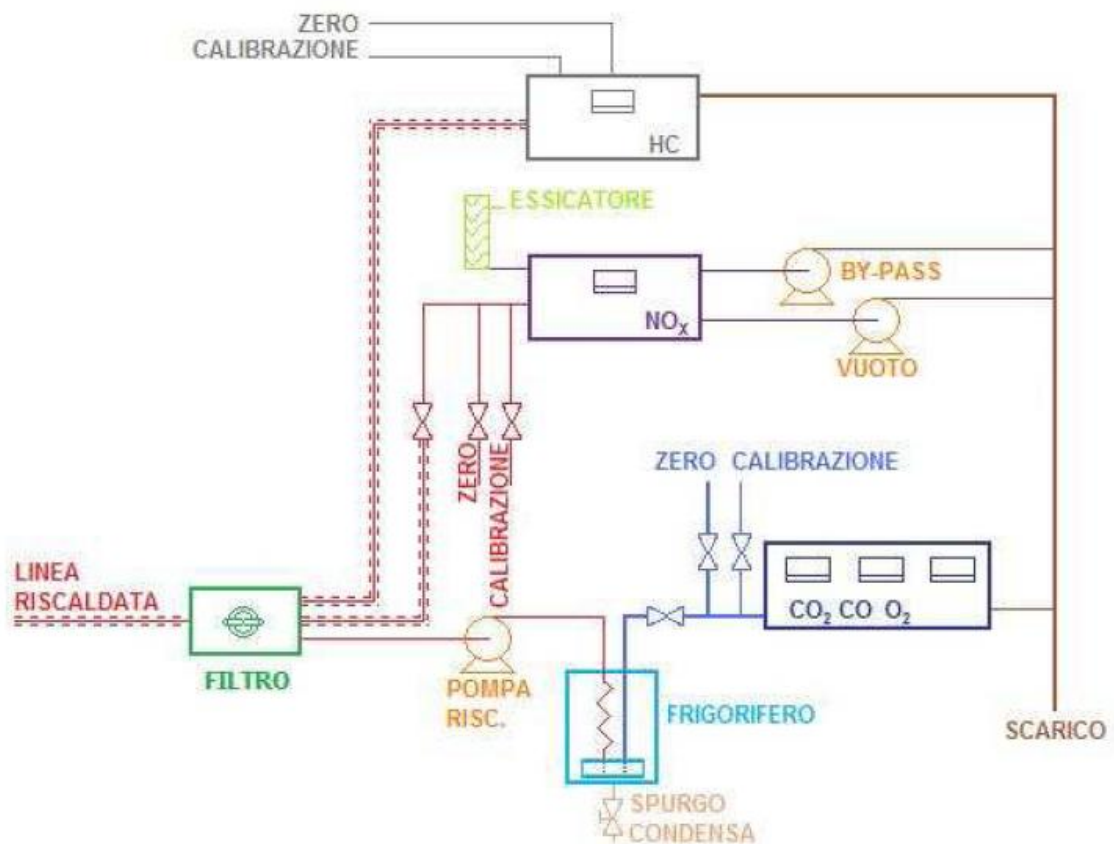 ZERO
CALIBRAZIONE
HC
ESSICATORE
NOX
BY-PASS
VUOTO
ZERO
CALIBRAZIONE
ZERO CALIBRAZIONE
LINEA
RISCALDATA
FILTRO
POMPA
RISC.
CO2 CO O2
FRIGORIFERO
SCARICO
SPURGO
CONDENSA